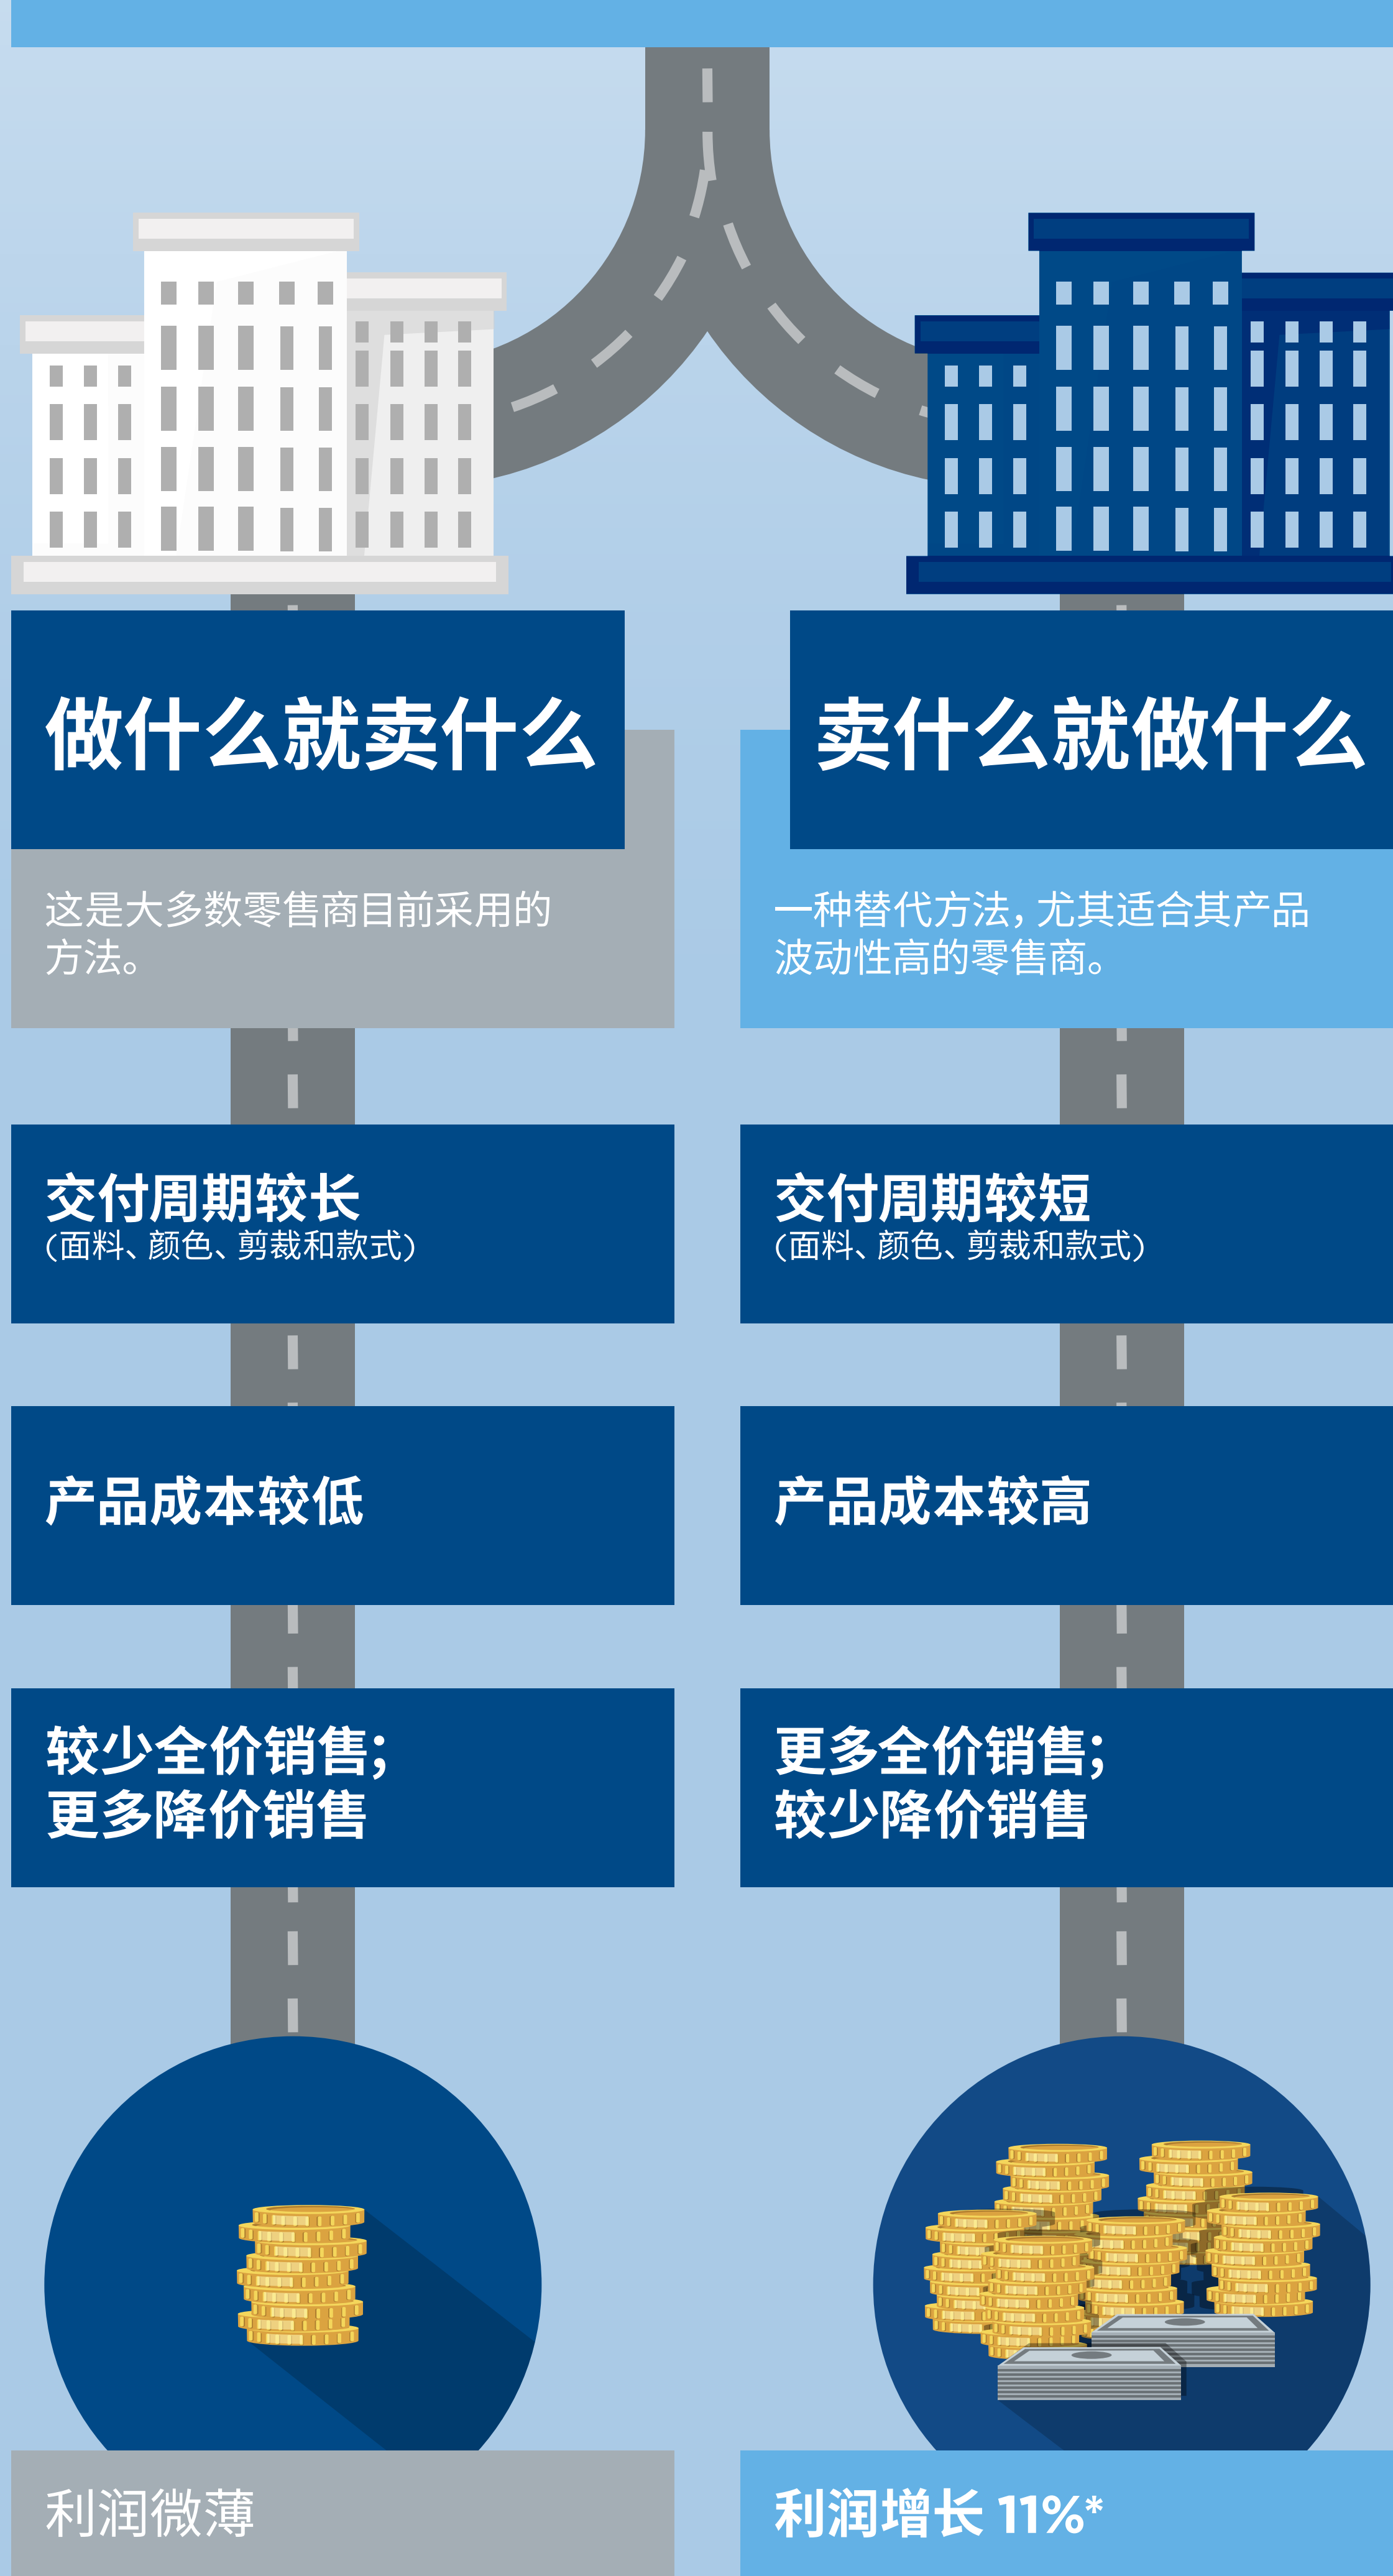 做什么就卖什么
这是大多数零售商目前采用的
方法。
交付周期较长
(面料、颜色、剪裁和款式)
产品成本较低
较少全价销售;
更多降价销售
利润微薄
卖什么就做什么
一种替代方法,尤其适合其产品
波动性高的零售商。
交付周期较短
(面料、颜色、剪裁和款式)
产品成本较高
更多全价销售;
较少降价销售
利润增长 11%*